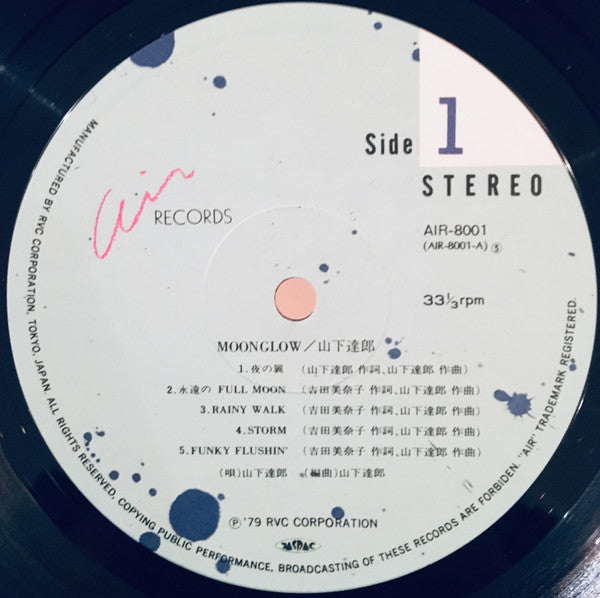 Side 1
STEREO
Air RECORDS
AIR-8001
(AIR-8001-A) ⑤
33⅓rpm
MOONGLOW/山下達郎
1.夜の翼 (山下達郎 作詞、山下達郎 作曲)
2.永遠の FULL MOON (吉田美奈子 作詞、山下達郎 作曲)
3.RAINY WALK (吉田美奈子 作詞、山下達郎 作曲)
4.STORM (吉田美奈子 作詞、山下達郎 作曲)
5.FUNKY FLUSHIN' (吉田美奈子 作詞、山下達郎 作曲)
(唄)山下達郎 (編曲)山下達郎
Ⓟ'79 RVC CORPORATION
JASRAC
MANUFACTURED BY RVC CORPORATION, TOKYO, JAPAN. ALL RIGHTS RESERVED, COPYING PUBLIC PERFORMANCE, BROADCASTING OF THESE RECORDS ARE FORBIDDEN. "AIR" TRADEMARK REGISTERED.